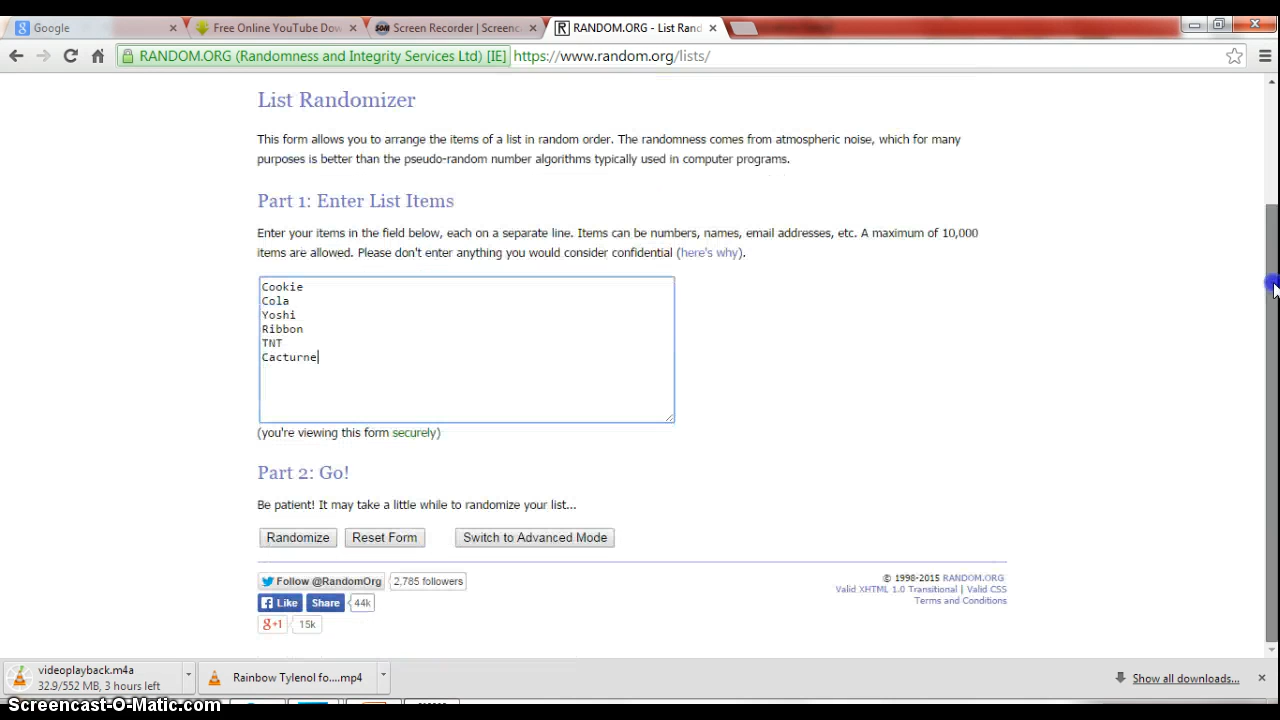 Google
Free Online YouTube Dow
Screen Recorder | Screenc
RANDOM.ORG - List Rand
RANDOM.ORG (Randomness and Integrity Services Ltd) [IE] https://www.random.org/lists/
List Randomizer
This form allows you to arrange the items of a list in random order. The randomness comes from atmospheric noise, which for many
purposes is better than the pseudo-random number algorithms typically used in computer programs.
Part 1: Enter List Items
Enter your items in the field below, each on a separate line. Items can be numbers, names, email addresses, etc. A maximum of 10,000
items are allowed. Please don't enter anything you would consider confidential (here's why).
Cookie
Cola
Yoshi
Ribbon
TNT
Cacturne
(you're viewing this form securely)
Part 2: Go!
Be patient! It may take a little while to randomize your list...
Randomize Reset Form Switch to Advanced Mode
Follow @RandomOrg 2,785 followers
Like Share 44k
+1 15k
© 1998-2015 RANDOM.ORG
Valid XHTML 1.0 Transitional | Valid CSS
Terms and Conditions
videoplayback.m4a
32.9/552 MB, 3 hours left
Rainbow Tylenol fo....mp4
Show all downloads...
Screencast-O-Matic.com